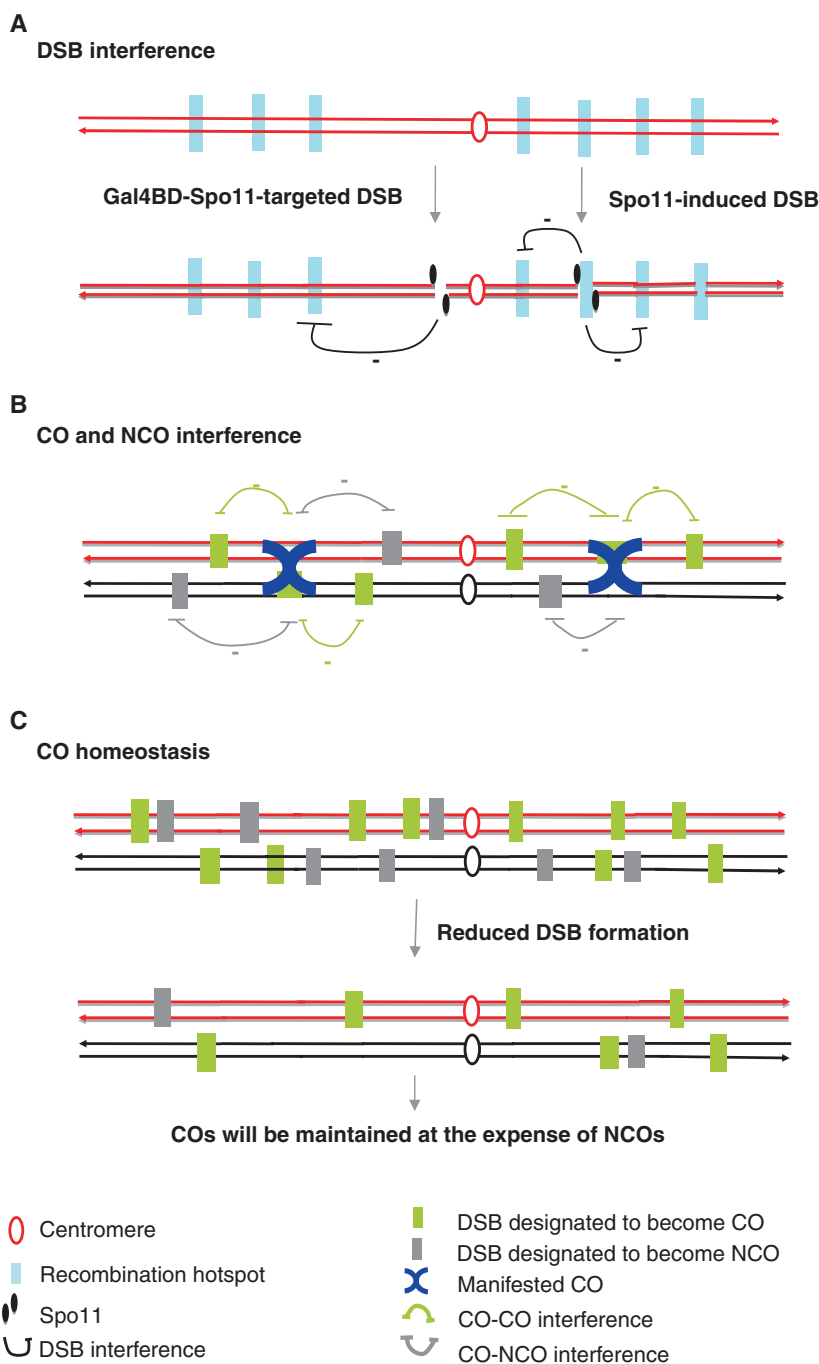 A
DSB interference
Gal4BD-Spo11-targeted DSB
Spo11-induced DSB
-
-
-
B
CO and NCO interference
-
-
-
-
-
-
-
C
CO homeostasis
Reduced DSB formation
COs will be maintained at the expense of NCOs
Centromere
Recombination hotspot
Spo11
DSB interference
DSB designated to become CO
DSB designated to become NCO
Manifested CO
CO-CO interference
CO-NCO interference